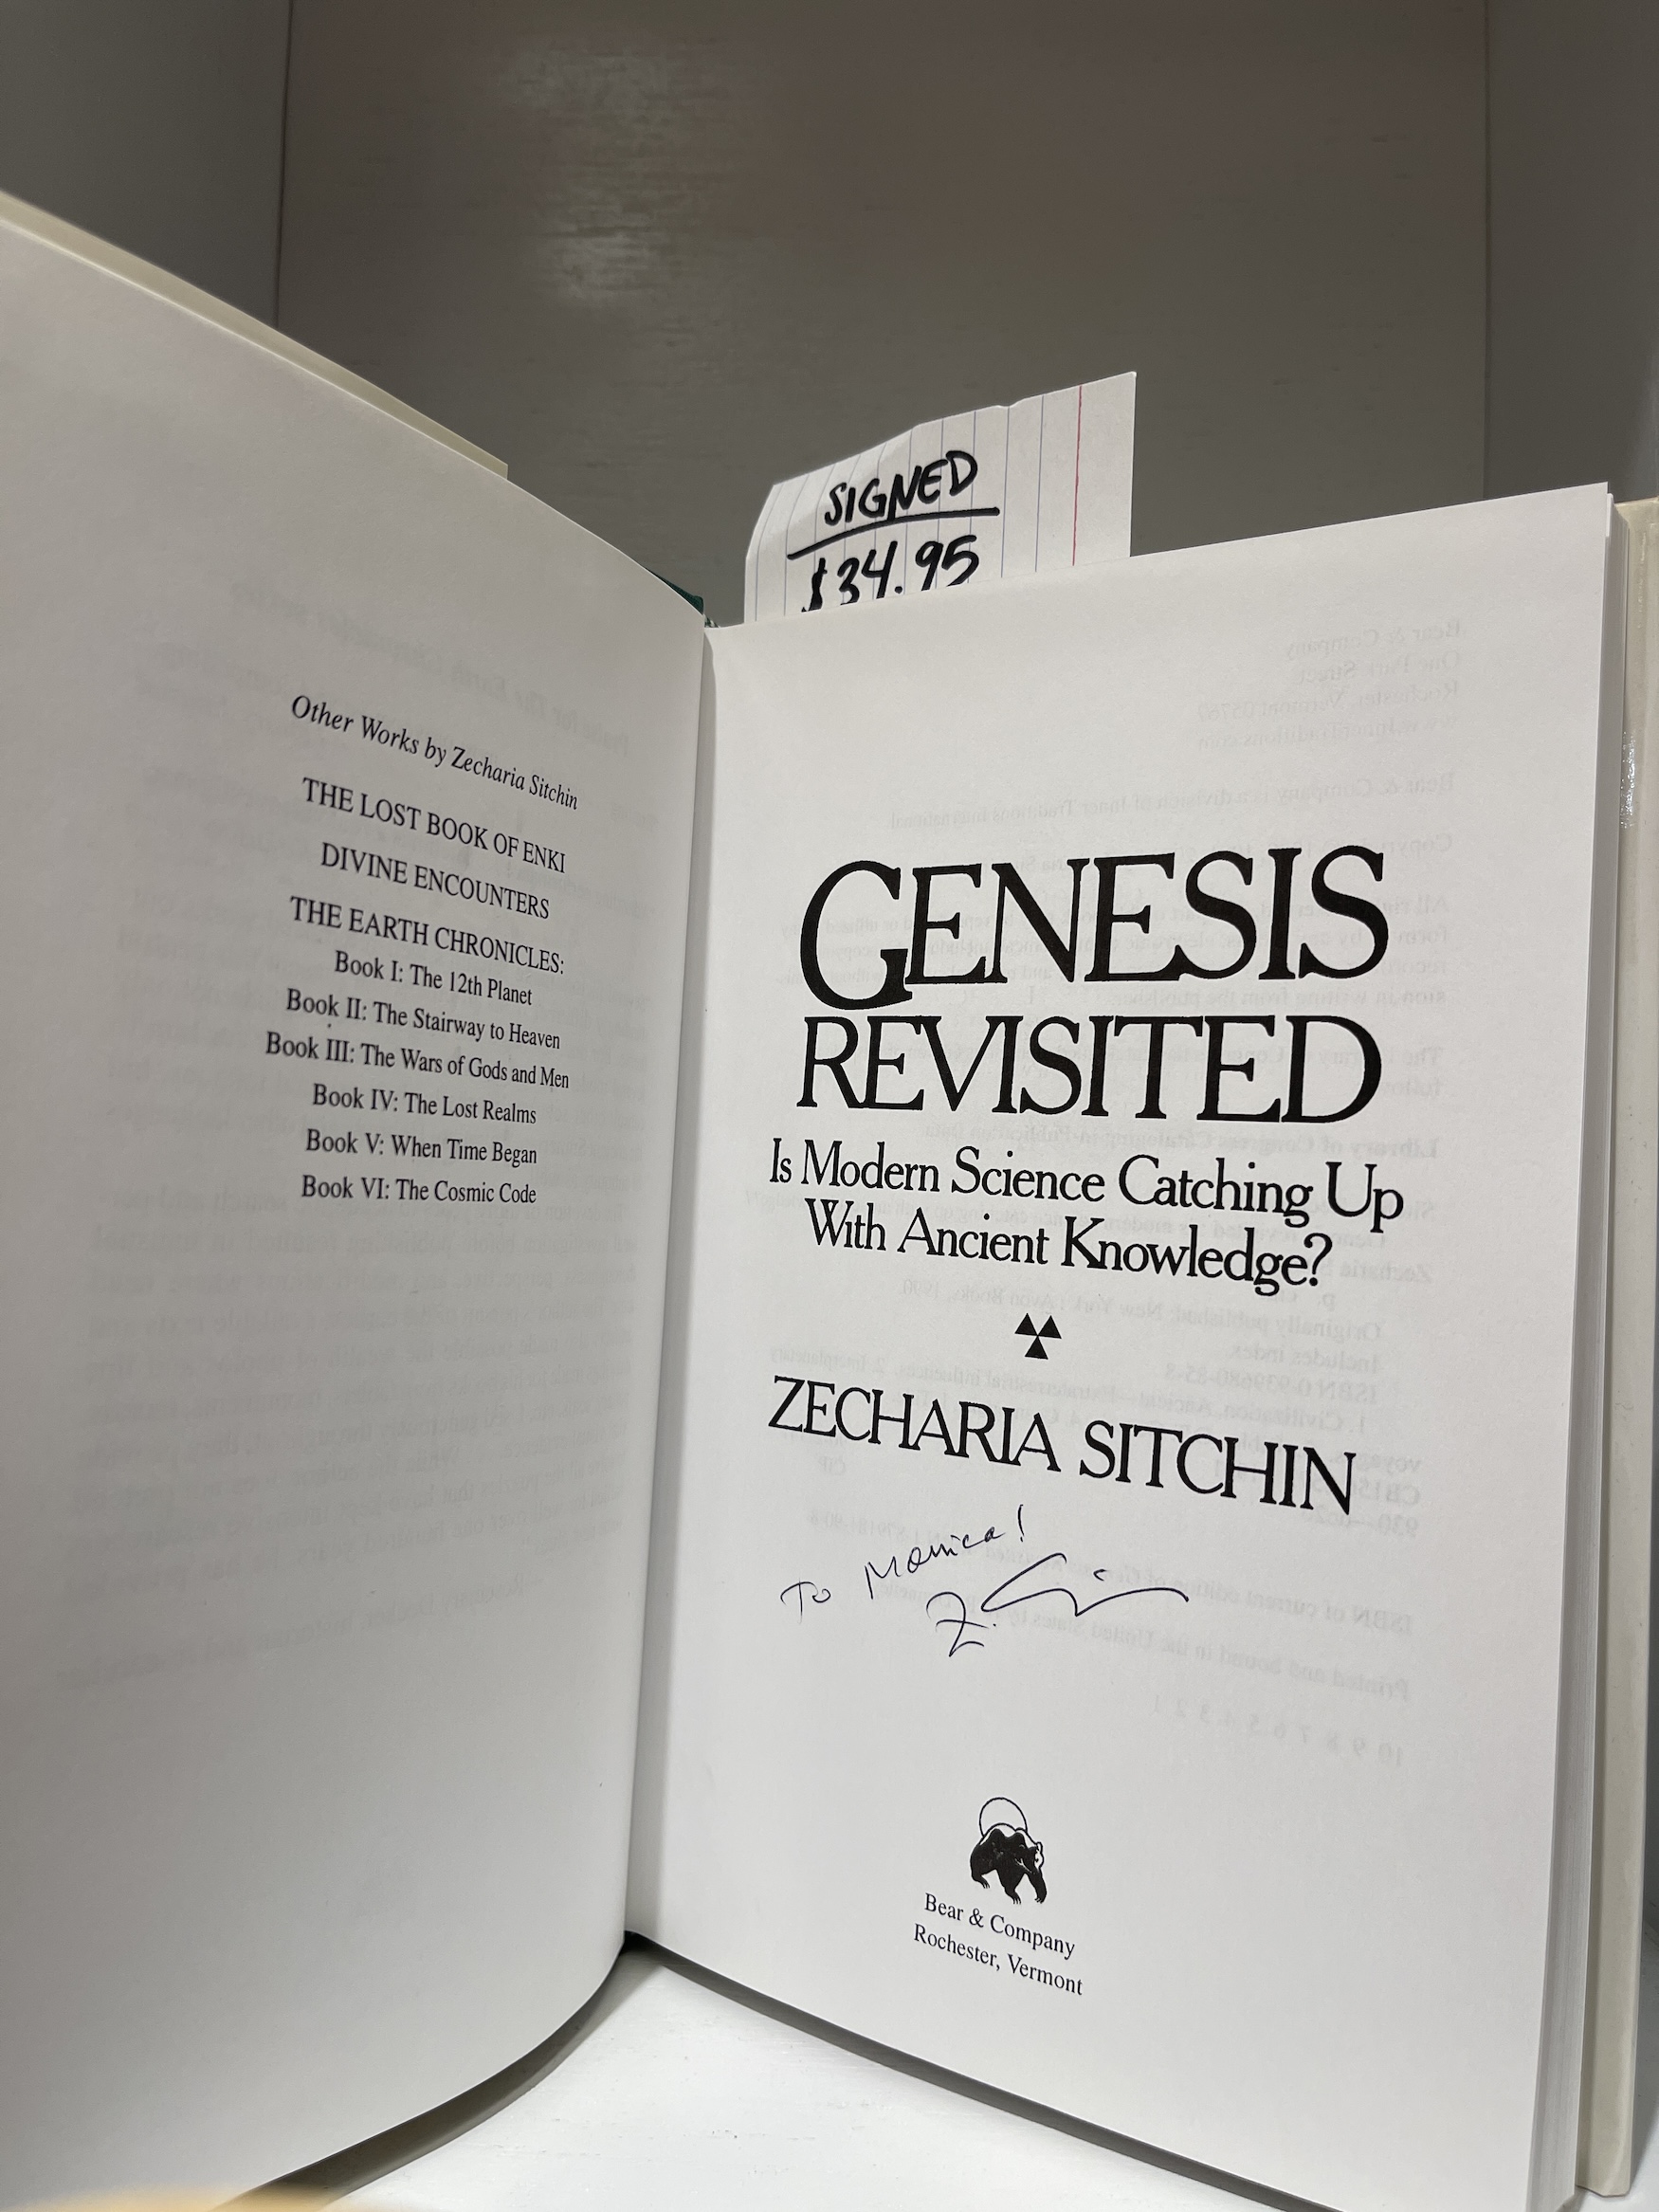 SIGNED
$34.95
Other Works by Zecharia Sitchin
THE LOST BOOK OF ENKI
DIVINE ENCOUNTERS
THE EARTH CHRONICLES:
Book I: The 12th Planet
Book II: The Stairway to Heaven
Book III: The Wars of Gods and Men
Book IV: The Lost Realms
Book V: When Time Began
Book VI: The Cosmic Code
GENESIS
REVISITED
Is Modern Science Catching Up
With Ancient Knowledge?
ZECHARIA SITCHIN
To Monica!
Bear & Company
Rochester, Vermont